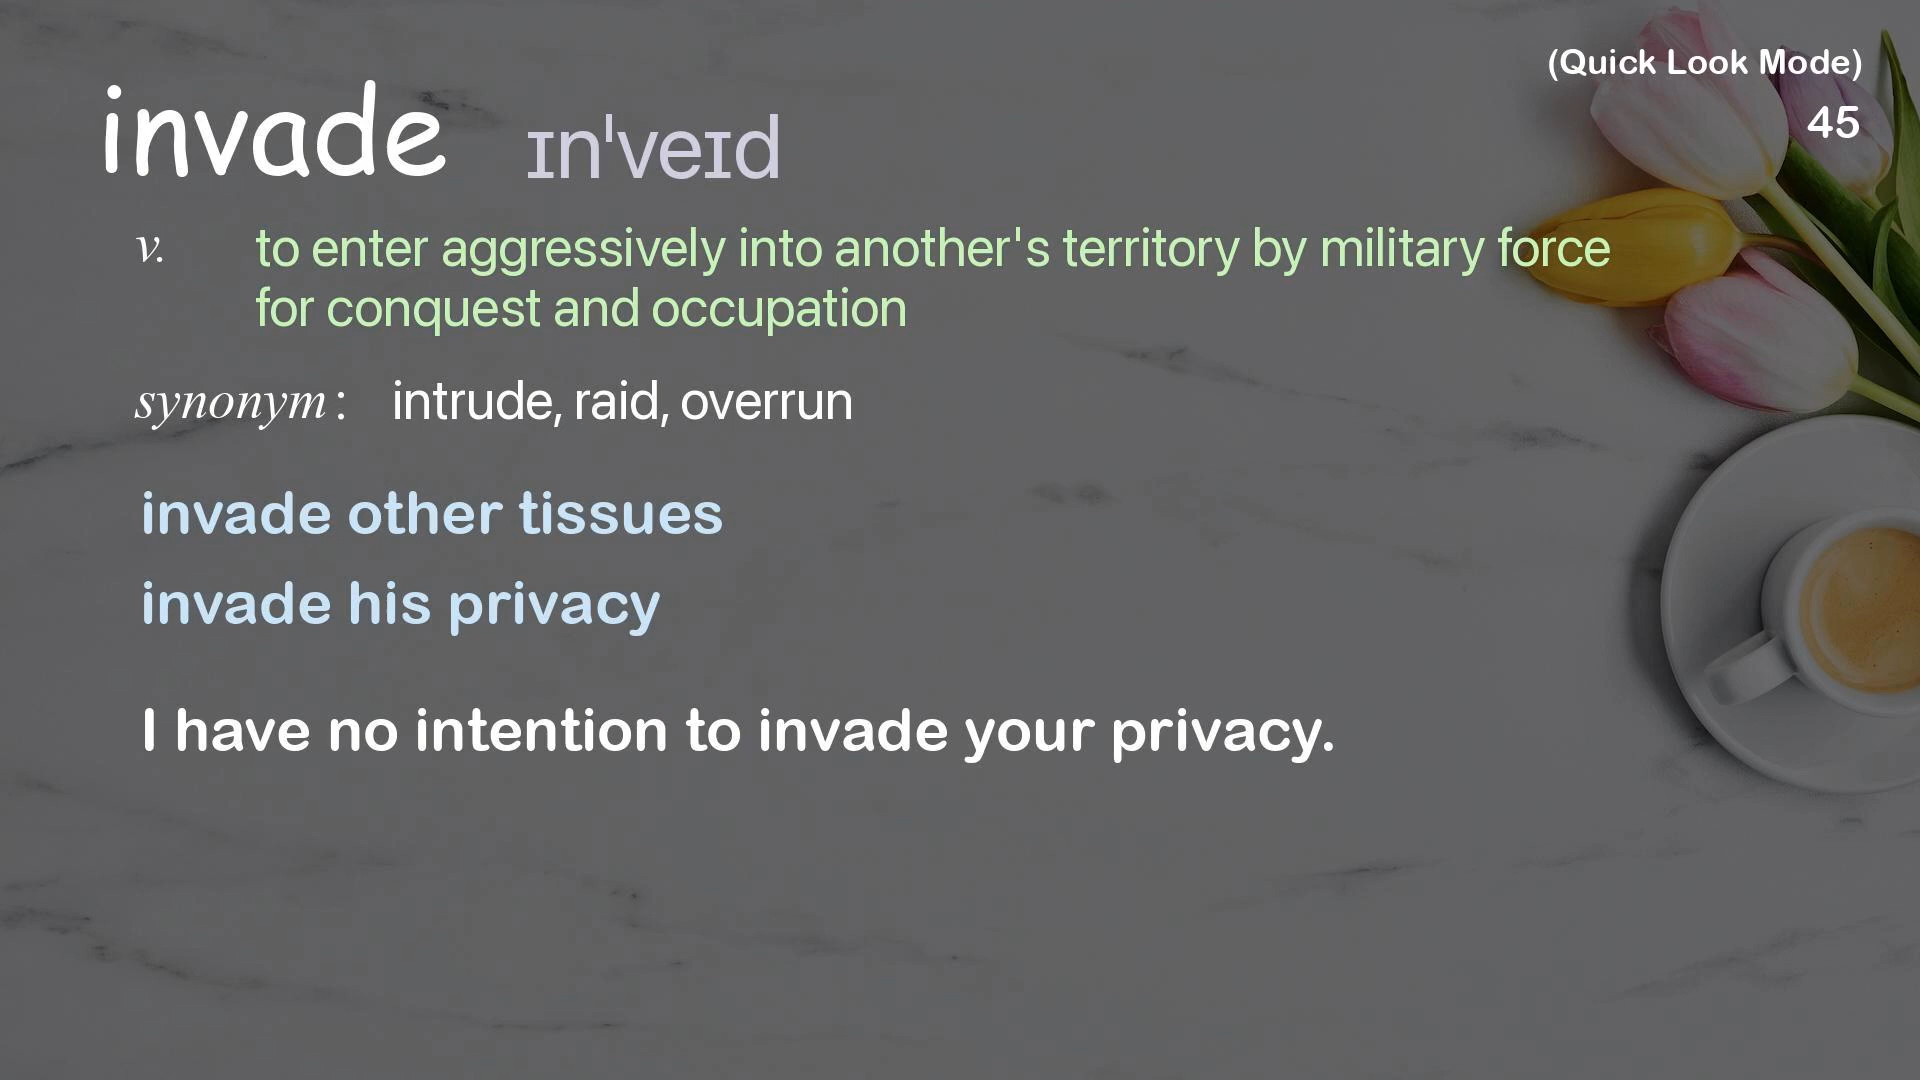 (Quick Look Mode)
45
invade ɪnˈveɪd
v. to enter aggressively into another's territory by military force
for conquest and occupation
synonym: intrude, raid, overrun
invade other tissues
invade his privacy
I have no intention to invade your privacy.